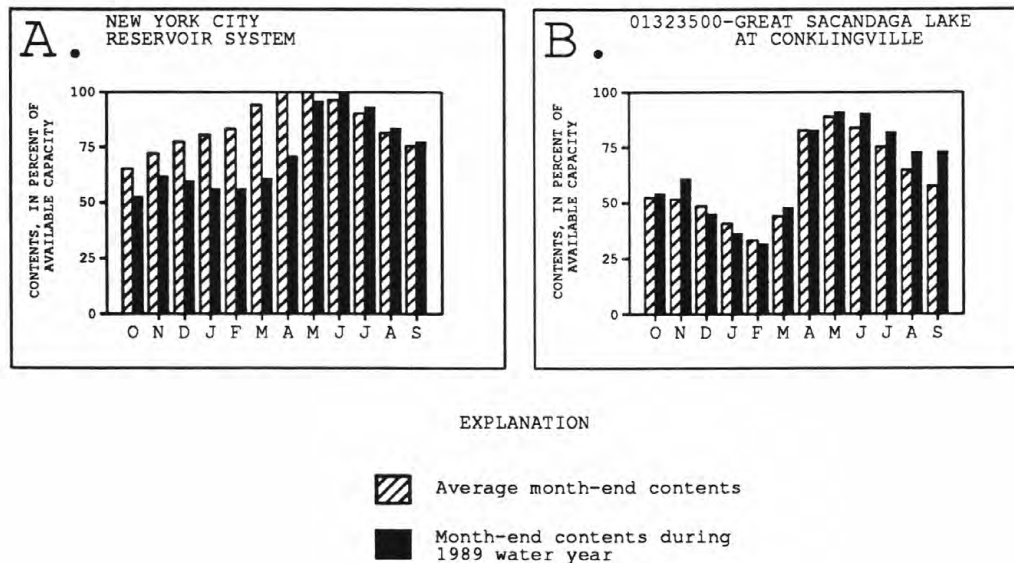 A.
NEW YORK CITY
RESERVOIR SYSTEM
CONTENTS, IN PERCENT OF
AVAILABLE CAPACITY
100
75
50
25
0
O N D J F M A M J J A S
B.
01323500-GREAT SACANDAGA LAKE
AT CONKLINGVILLE
CONTENTS, IN PERCENT OF
AVAILABLE CAPACITY
100
75
50
25
0
O N D J F M A M J J A S
EXPLANATION
Average month-end contents
Month-end contents during
1989 water year